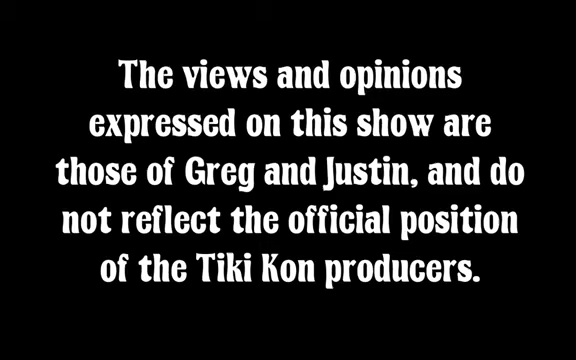 The views and opinions
expressed on this show are
those of Greg and Justin, and do
not reflect the official position
of the Tiki Kon producers.